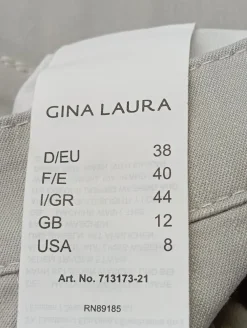 GINA LAURA
D/EU 38
F/E 40
I/GR 44
GB 12
USA 8
Art. No. 713173-21
RN89185